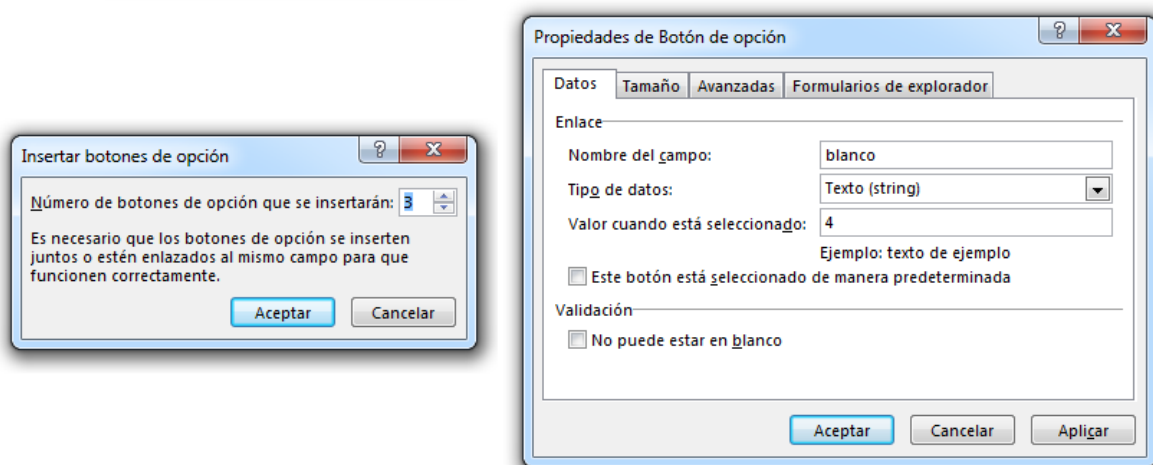 Insertar botones de opción
Número de botones de opción que se insertarán: 3
Es necesario que los botones de opción se inserten
juntos o estén enlazados al mismo campo para que
funcionen correctamente.
Aceptar Cancelar
Propiedades de Botón de opción
Datos Tamaño Avanzadas Formularios de explorador
Enlace
Nombre del campo: blanco
Tipo de datos: Texto (string)
Valor cuando está seleccionado: 4
Ejemplo: texto de ejemplo
Este botón está seleccionado de manera predeterminada
Validación
No puede estar en blanco
Aceptar Cancelar Aplicar